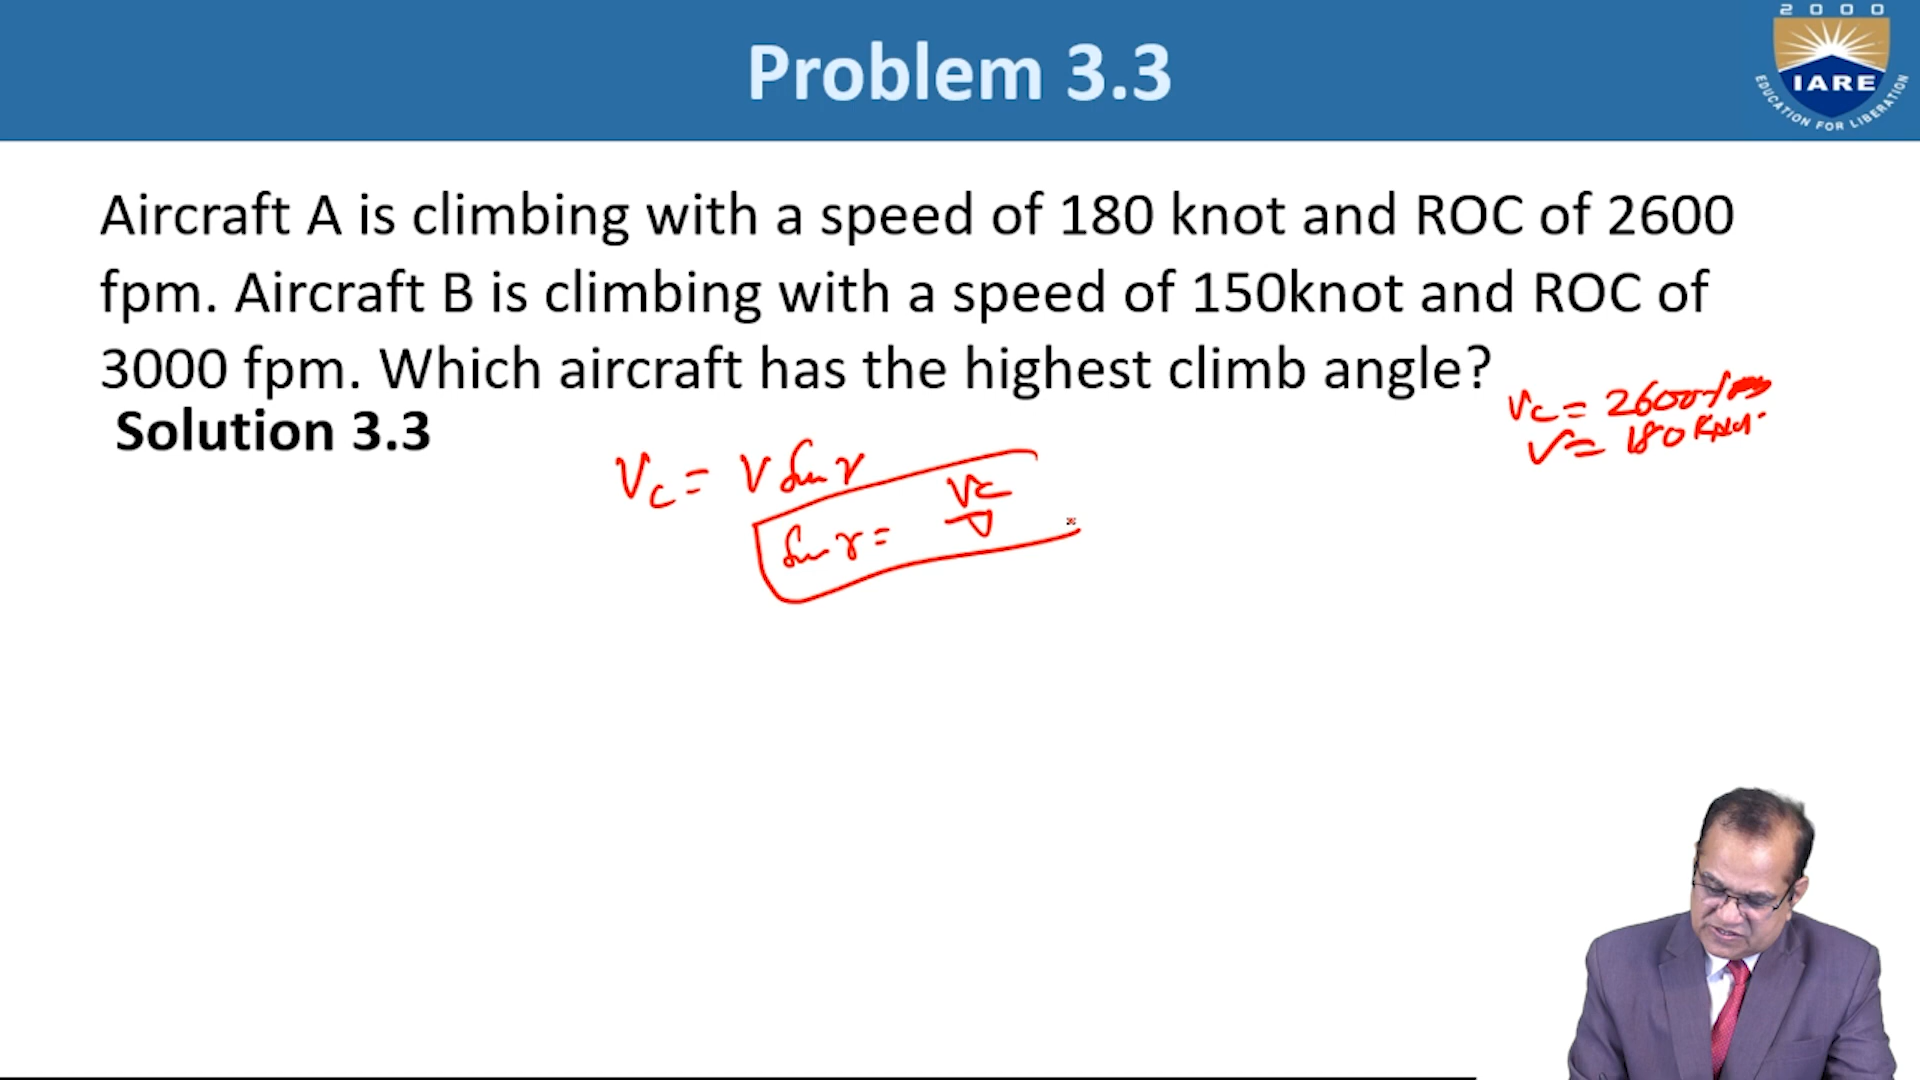 Problem 3.3
2000
IARE
EDUCATION FOR LIBERATION
Aircraft A is climbing with a speed of 180 knot and ROC of 2600
fpm. Aircraft B is climbing with a speed of 150knot and ROC of
3000 fpm. Which aircraft has the highest climb angle?
Solution 3.3
Vc = 2600
V = 180 Knot
Vc = V Sin γ
Sin γ = Vc / V